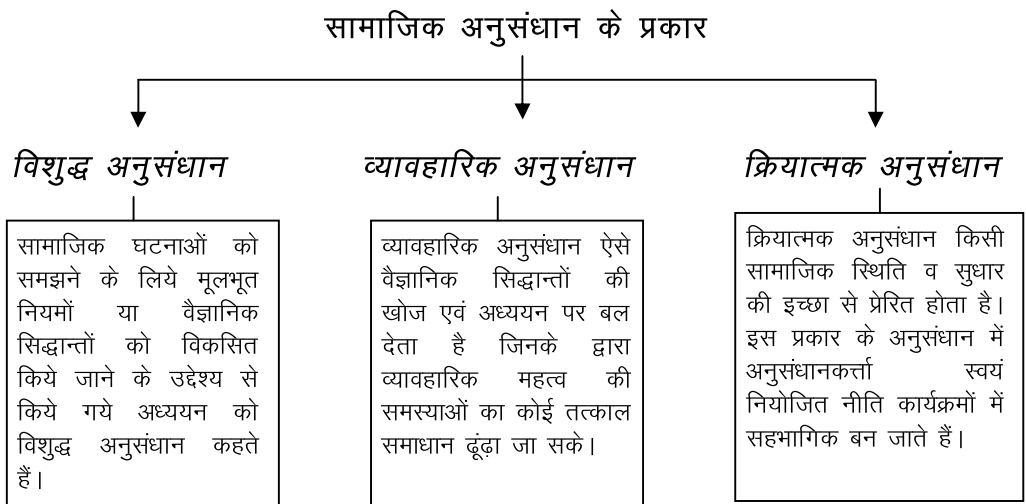 सामाजिक अनुसंधान के प्रकार
विशुद्ध अनुसंधान
सामाजिक घटनाओं को
समझने के लिये मूलभूत
नियमों या वैज्ञानिक
सिद्धान्तों को विकसित
किये जाने के उद्देश्य से
किये गये अध्ययन को
विशुद्ध अनुसंधान कहते
हैं।
व्यावहारिक अनुसंधान
व्यावहारिक अनुसंधान ऐसे
वैज्ञानिक सिद्धान्तों की
खोज एवं अध्ययन पर बल
देता है जिनके द्वारा
व्यावहारिक महत्व की
समस्याओं का कोई तत्काल
समाधान ढूंढ़ा जा सके।
क्रियात्मक अनुसंधान
क्रियात्मक अनुसंधान किसी
सामाजिक स्थिति व सुधार
की इच्छा से प्रेरित होता है।
इस प्रकार के अनुसंधान में
अनुसंधानकर्त्ता स्वयं
नियोजित नीति कार्यक्रमों में
सहभागिक बन जाते हैं।